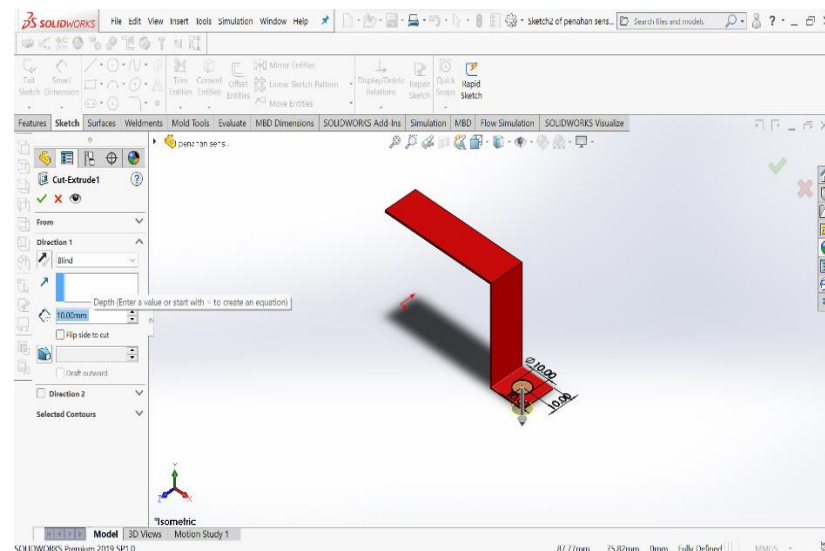 SOLIDWORKS File Edit View Insert Tools Simulation Window Help Sketch2 of penahan sens... Search files and models
Exit Sketch Smart Dimension Trim Entities Convert Entities Offset Entities Mirror Entities Linear Sketch Pattern Move Entities Display/Delete Relations Repair Sketch Quick Snaps Rapid Sketch
Features Sketch Surfaces Weldments Mold Tools Evaluate MBD Dimensions SOLIDWORKS Add-Ins Simulation MBD Flow Simulation SOLIDWORKS Visualize
penahan sens...
Cut-Extrude1
From
Direction 1
Blind
Depth (Enter a value or start with = to create an equation)
10.00mm
Flip side to cut
Draft outward
Direction 2
Selected Contours
Ø10.00
10.00
Y
*Isometric
Model 3D Views Motion Study 1
SOLIDWORKS Premium 2019 SP1.0 87.77mm 75.82mm 0mm Fully Defined MMGS